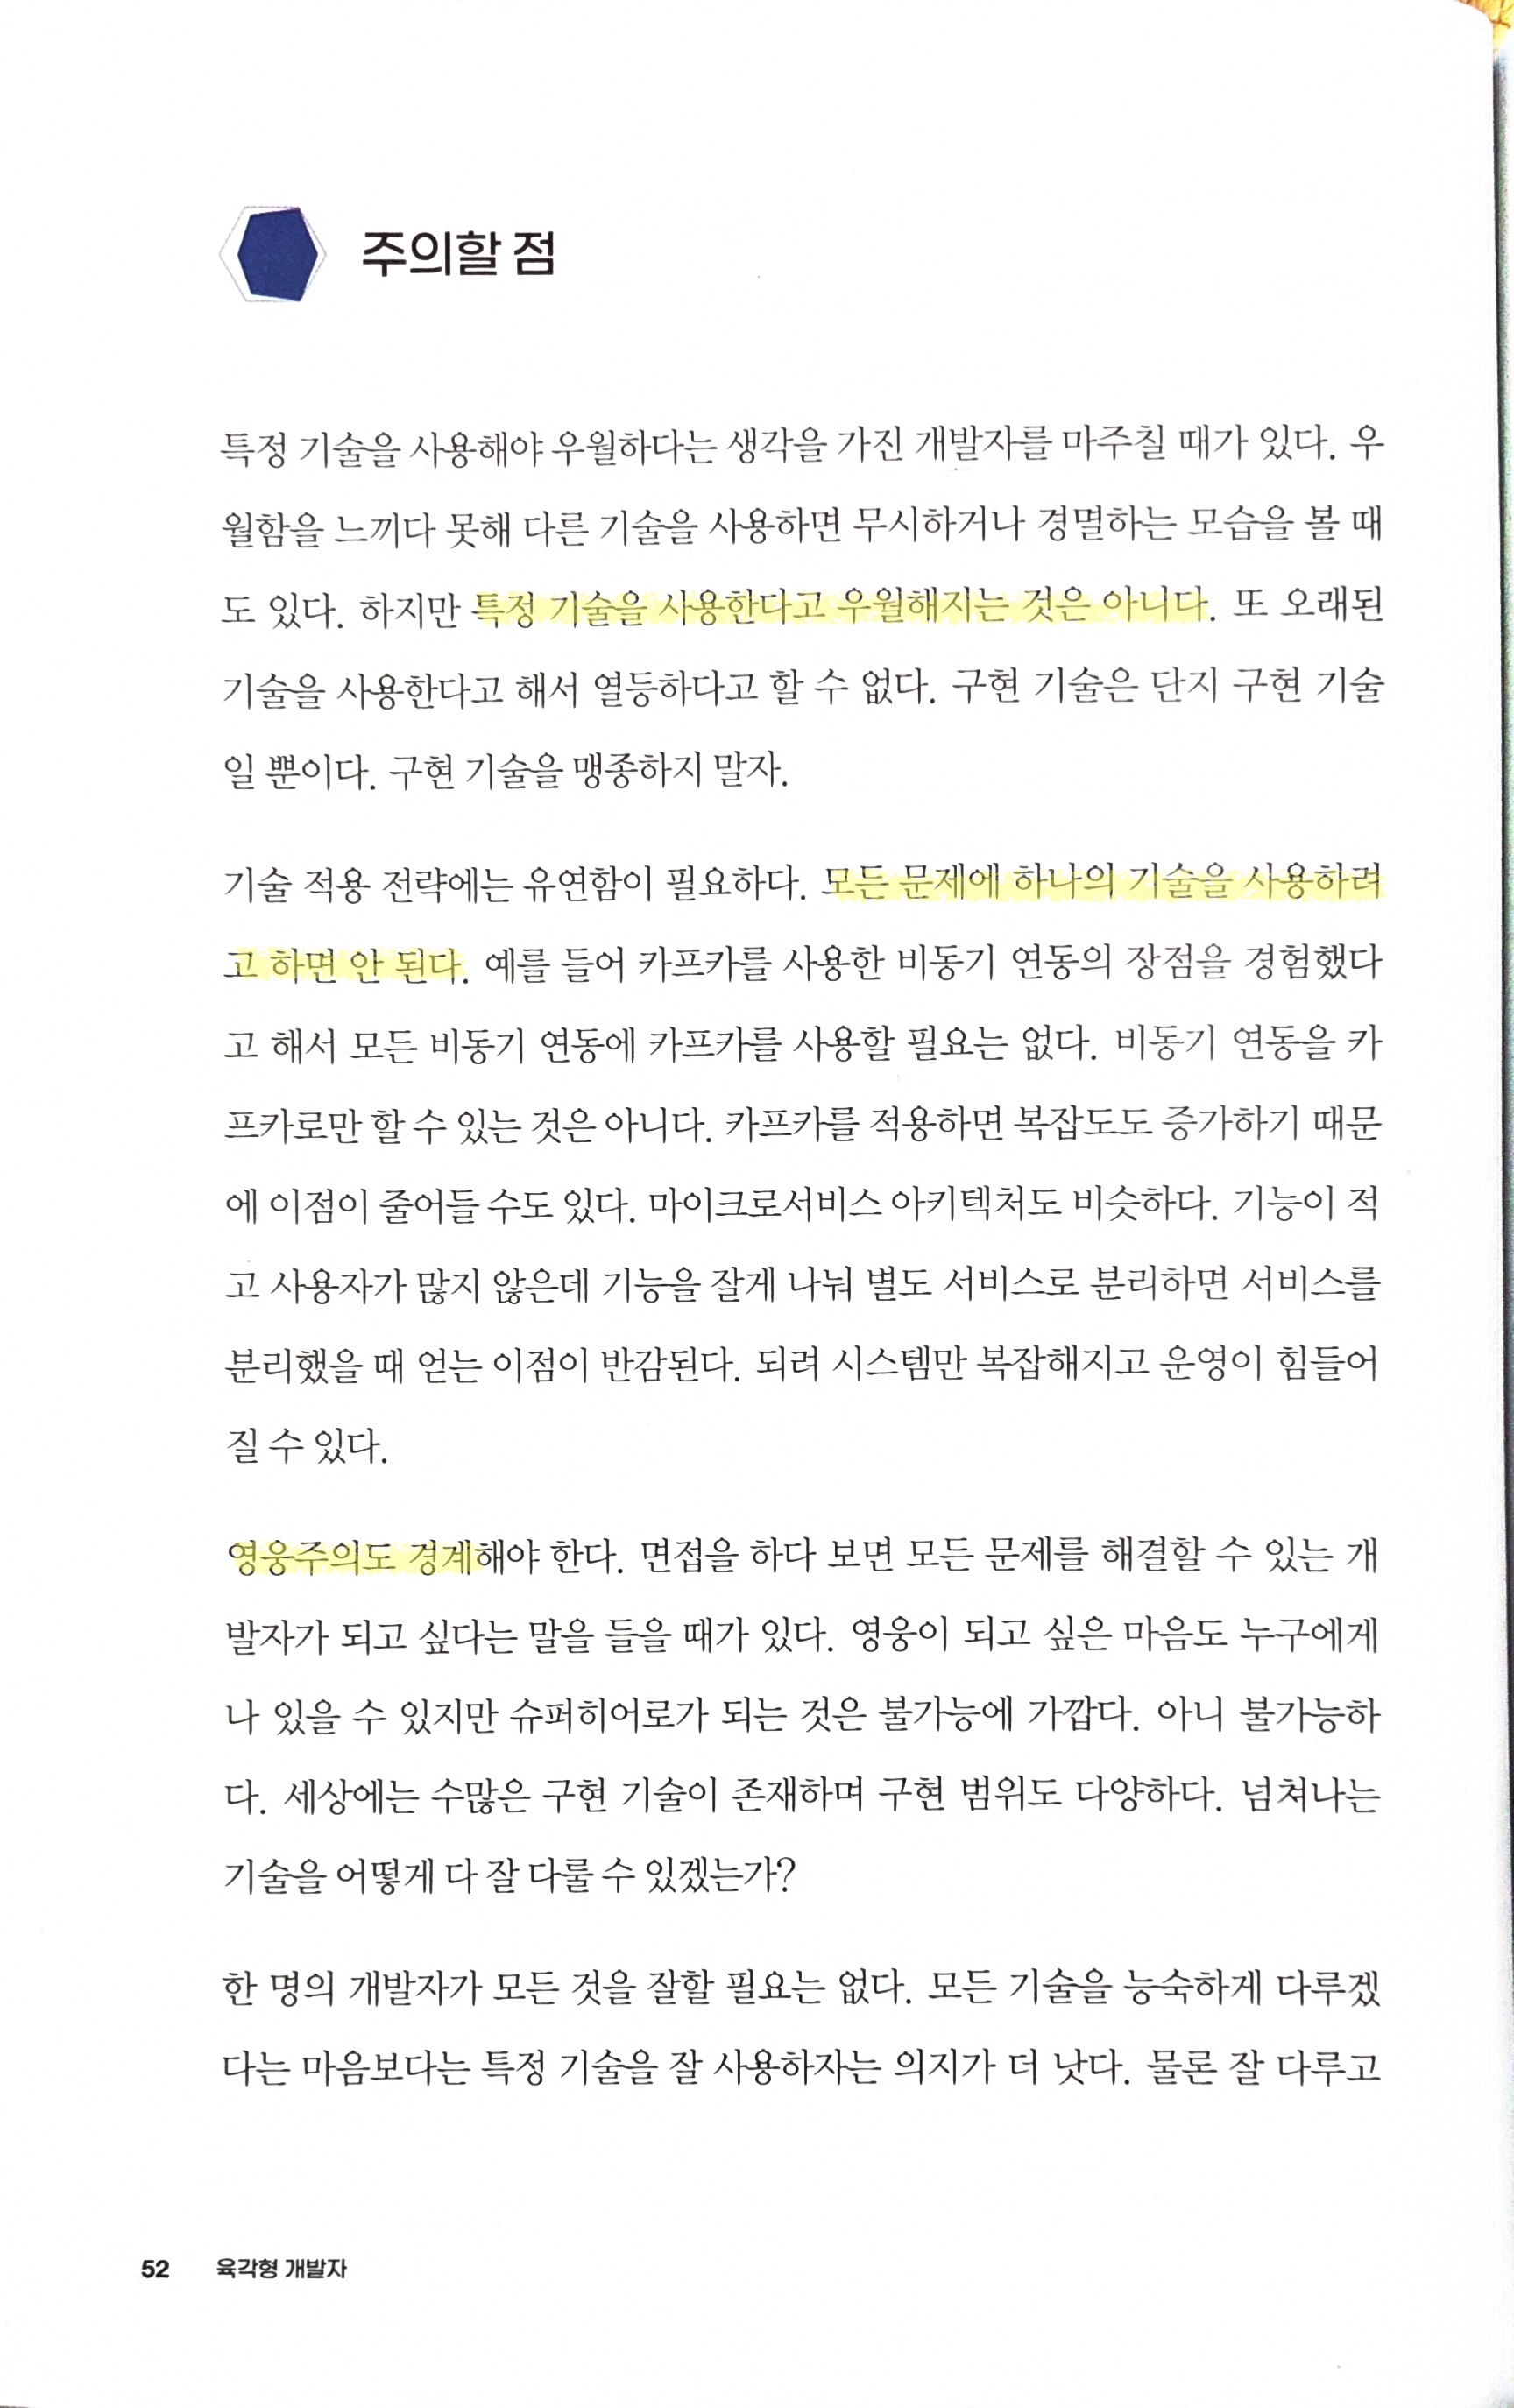 주의할 점
특정 기술을 사용해야 우월하다는 생각을 가진 개발자를 마주칠 때가 있다. 우
월함을 느끼다 못해 다른 기술을 사용하면 무시하거나 경멸하는 모습을 볼 때
도 있다. 하지만 특정 기술을 사용한다고 우월해지는 것은 아니다. 또 오래된
기술을 사용한다고 해서 열등하다고 할 수 없다. 구현 기술은 단지 구현 기술
일 뿐이다. 구현 기술을 맹종하지 말자.
기술 적용 전략에는 유연함이 필요하다. 모든 문제에 하나의 기술을 사용하려
고 하면 안 된다. 예를 들어 카프카를 사용한 비동기 연동의 장점을 경험했다
고 해서 모든 비동기 연동에 카프카를 사용할 필요는 없다. 비동기 연동을 카
프카로만 할 수 있는 것은 아니다. 카프카를 적용하면 복잡도도 증가하기 때문
에 이점이 줄어들 수도 있다. 마이크로서비스 아키텍처도 비슷하다. 기능이 적
고 사용자가 많지 않은데 기능을 잘게 나눠 별도 서비스로 분리하면 서비스를
분리했을 때 얻는 이점이 반감된다. 되려 시스템만 복잡해지고 운영이 힘들어
질 수 있다.
영웅주의도 경계해야 한다. 면접을 하다 보면 모든 문제를 해결할 수 있는 개
발자가 되고 싶다는 말을 들을 때가 있다. 영웅이 되고 싶은 마음도 누구에게
나 있을 수 있지만 슈퍼히어로가 되는 것은 불가능에 가깝다. 아니 불가능하
다. 세상에는 수많은 구현 기술이 존재하며 구현 범위도 다양하다. 넘쳐나는
기술을 어떻게 다 잘 다룰 수 있겠는가?
한 명의 개발자가 모든 것을 잘할 필요는 없다. 모든 기술을 능숙하게 다루겠
다는 마음보다는 특정 기술을 잘 사용하자는 의지가 더 낫다. 물론 잘 다루고
52 육각형 개발자